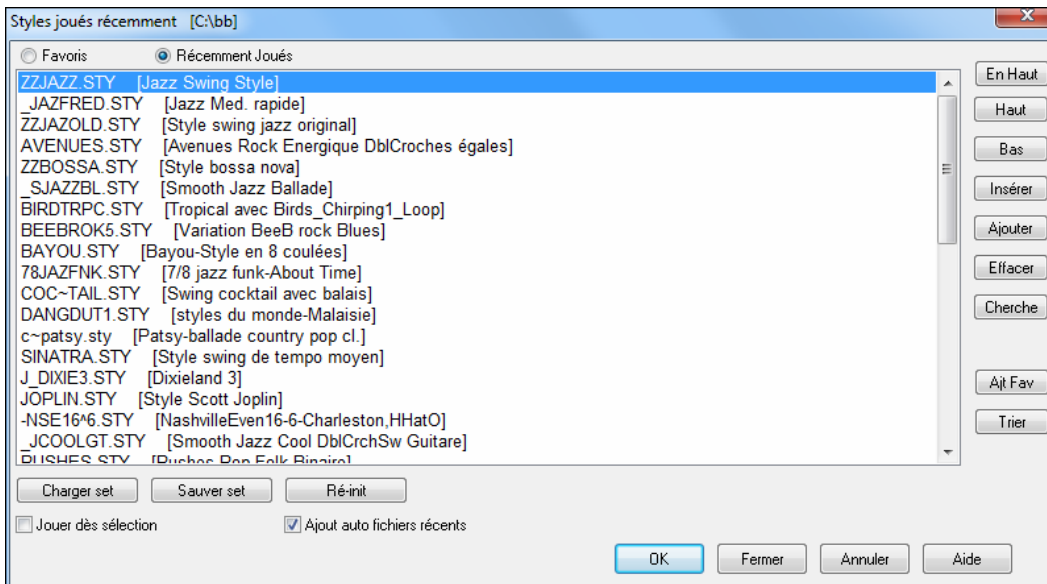 Styles joués récemment [C:\bb]
Favoris Récemment Joués
ZZJAZZ.STY [Jazz Swing Style]
_JAZFRED.STY [Jazz Med. rapide]
ZZJAZOLD.STY [Style swing jazz original]
AVENUES.STY [Avenues Rock Energique DblCroches égales]
ZZBOSSA.STY [Style bossa nova]
_SJAZZBL.STY [Smooth Jazz Ballade]
BIRDTRPC.STY [Tropical avec Birds_Chirping1_Loop]
BEEBROK5.STY [Variation BeeB rock Blues]
BAYOU.STY [Bayou-Style en 8 coulées]
78JAZFNK.STY [7/8 jazz funk-About Time]
COC~TAIL.STY [Swing cocktail avec balais]
DANGDUT1.STY [styles du monde-Malaisie]
c~patsy.sty [Patsy-ballade country pop cl.]
SINATRA.STY [Style swing de tempo moyen]
J_DIXIE3.STY [Dixieland 3]
JOPLIN.STY [Style Scott Joplin]
-NSE16^6.STY [NashvilleEven16-6-Charleston,HHatO]
_JCOOLGT.STY [Smooth Jazz Cool DblCrchSw Guitare]
PUSHES.STY [Pushes Pop Folk Binaire]
En Haut
Haut
Bas
Insérer
Ajouter
Effacer
Cherche
Ajt Fav
Trier
Charger set Sauver set Ré-init
Jouer dès sélection Ajout auto fichiers récents
OK Fermer Annuler Aide